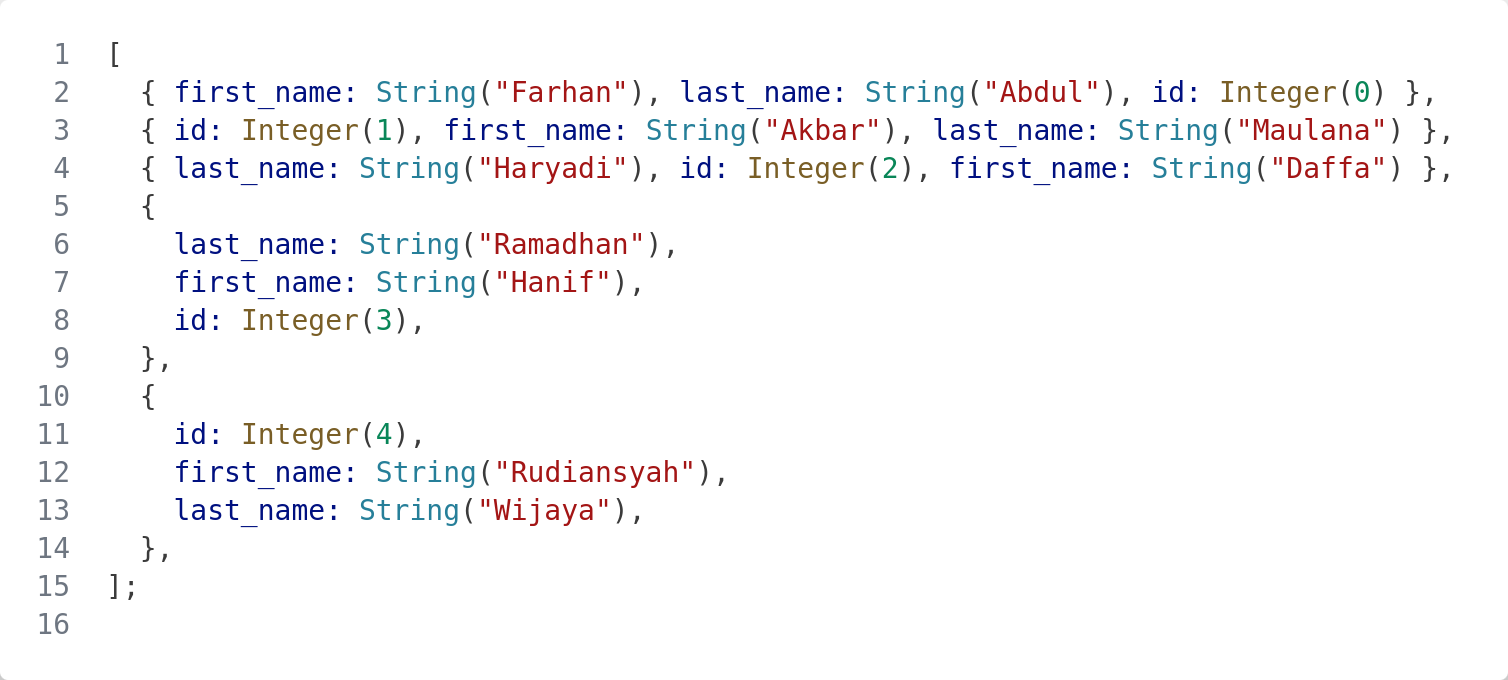 1 [
2   { first_name: String("Farhan"), last_name: String("Abdul"), id: Integer(0) },
3   { id: Integer(1), first_name: String("Akbar"), last_name: String("Maulana") },
4   { last_name: String("Haryadi"), id: Integer(2), first_name: String("Daffa") },
5   {
6     last_name: String("Ramadhan"),
7     first_name: String("Hanif"),
8     id: Integer(3),
9   },
10   {
11     id: Integer(4),
12     first_name: String("Rudiansyah"),
13     last_name: String("Wijaya"),
14   },
15 ];
16